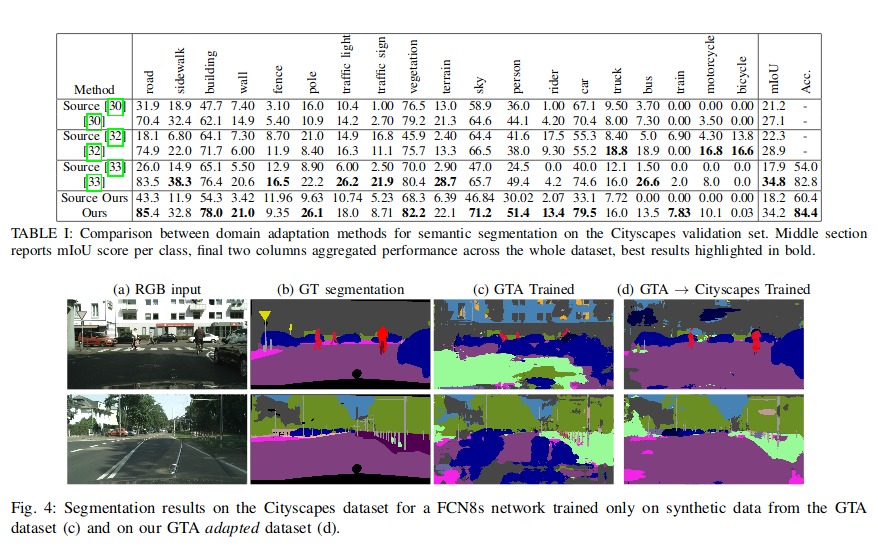 Method road sidewalk building wall fence pole traffic light traffic sign vegetation terrain sky person rider car truck bus train motorcycle bicycle mIoU Acc.
Source [30] 31.9 18.9 47.7 7.40 3.10 16.0 10.4 1.00 76.5 13.0 58.9 36.0 1.00 67.1 9.50 3.70 0.00 0.00 0.00 21.2 -
[30] 70.4 32.4 62.1 14.9 5.40 10.9 14.2 2.70 79.2 21.3 64.6 44.1 4.20 70.4 8.00 7.30 0.00 3.50 0.00 27.1 -
Source [32] 18.1 6.80 64.1 7.30 8.70 21.0 14.9 16.8 45.9 2.40 64.4 41.6 17.5 55.3 8.40 5.0 6.90 4.30 13.8 22.3 -
[32] 74.9 22.0 71.7 6.00 11.9 8.40 16.3 11.1 75.7 13.3 66.5 38.0 9.30 55.2 18.8 18.9 0.00 16.8 16.6 28.9 -
Source [33] 26.0 14.9 65.1 5.50 12.9 8.90 6.00 2.50 70.0 2.90 47.0 24.5 0.0 40.0 12.1 1.50 0.0 0.0 0.0 17.9 54.0
[33] 83.5 38.3 76.4 20.6 16.5 22.2 26.2 21.9 80.4 28.7 65.7 49.4 4.2 74.6 16.0 26.6 2.0 8.0 0.0 34.8 82.8
Source Ours 43.3 11.9 54.3 3.42 11.96 9.63 10.74 5.23 68.3 6.39 46.84 30.02 2.07 33.1 7.72 0.00 0.00 0.00 0.00 18.2 60.4
Ours 85.4 32.8 78.0 21.0 9.35 26.1 18.0 8.71 82.2 22.1 71.2 51.4 13.4 79.5 16.0 13.5 7.83 10.1 0.03 34.2 84.4
TABLE I: Comparison between domain adaptation methods for semantic segmentation on the Cityscapes validation set. Middle section
reports mIoU score per class, final two columns aggregated performance across the whole dataset, best results highlighted in bold.
(a) RGB input (b) GT segmentation (c) GTA Trained (d) GTA → Cityscapes Trained
Fig. 4: Segmentation results on the Cityscapes dataset for a FCN8s network trained only on synthetic data from the GTA
dataset (c) and on our GTA adapted dataset (d).